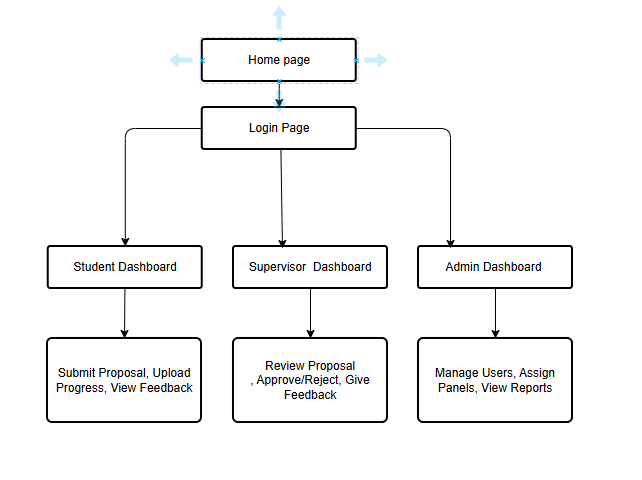 Home page
Login Page
Student Dashboard
Supervisor  Dashboard
Admin Dashboard
Submit Proposal, Upload
Progress, View Feedback
Review Proposal
, Approve/Reject, Give
Feedback
Manage Users, Assign
Panels, View Reports